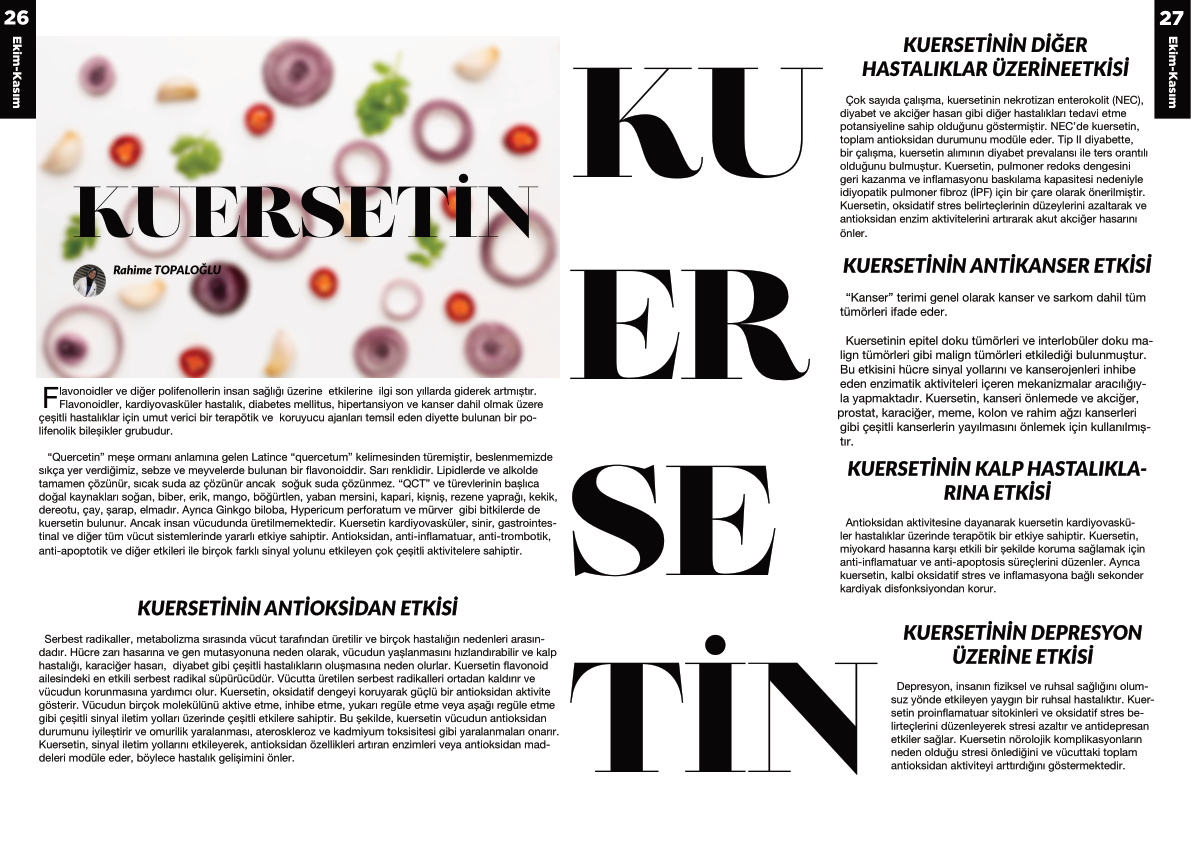 26
Ekim-Kasım
KUERSETİN
Rahime TOPALOĞLU
Flavonoidler ve diğer polifenollerin insan sağlığı üzerine etkilerine ilgi son yıllarda giderek artmıştır.
Flavonoidler, kardiyovasküler hastalık, diabetes mellitus, hipertansiyon ve kanser dahil olmak üzere
çeşitli hastalıklar için umut verici bir terapötik ve koruyucu ajanları temsil eden diyette bulunan bir po-
lifenolik bileşikler grubudur.
“Quercetin” meşe ormanı anlamına gelen Latince “quercetum” kelimesinden türemiştir, beslenmemizde
sıkça yer verdiğimiz, sebze ve meyvelerde bulunan bir flavonoiddir. Sarı renklidir. Lipidlerde ve alkolde
tamamen çözünür, sıcak suda az çözünür ancak soğuk suda çözünmez. “QCT” ve türevlerinin başlıca
doğal kaynakları soğan, biber, erik, mango, böğürtlen, yaban mersini, kapari, kişniş, rezene yaprağı, kekik,
dereotu, çay, şarap, elmadır. Ayrıca Ginkgo biloba, Hypericum perforatum ve mürver gibi bitkilerde de
kuersetin bulunur. Ancak insan vücudunda üretilmemektedir. Kuersetin kardiyovasküler, sinir, gastrointes-
tinal ve diğer tüm vücut sistemlerinde yararlı etkiye sahiptir. Antioksidan, anti-inflamatuar, anti-trombotik,
anti-apoptotik ve diğer etkileri ile birçok farklı sinyal yolunu etkileyen çok çeşitli aktivitelere sahiptir.
KUERSETİNİN ANTİOKSİDAN ETKİSİ
Serbest radikaller, metabolizma sırasında vücut tarafından üretilir ve birçok hastalığın nedenleri arasın-
dadır. Hücre zarı hasarına ve gen mutasyonuna neden olarak, vücudun yaşlanmasını hızlandırabilir ve kalp
hastalığı, karaciğer hasarı, diyabet gibi çeşitli hastalıkların oluşmasına neden olurlar. Kuersetin flavonoid
ailesindeki en etkili serbest radikal süpürücüdür. Vücutta üretilen serbest radikalleri ortadan kaldırır ve
vücudun korunmasına yardımcı olur. Kuersetin, oksidatif dengeyi koruyarak güçlü bir antioksidan aktivite
gösterir. Vücudun birçok molekülünü aktive etme, inhibe etme, yukarı regüle etme veya aşağı regüle etme
gibi çeşitli sinyal iletim yolları üzerinde çeşitli etkilere sahiptir. Bu şekilde, kuersetin vücudun antioksidan
durumunu iyileştirir ve omurilik yaralanması, ateroskleroz ve kadmiyum toksisitesi gibi yaralanmaları onarır.
Kuersetin, sinyal iletim yollarını etkileyerek, antioksidan özellikleri artıran enzimleri veya antioksidan mad-
deleri modüle eder, böylece hastalık gelişimini önler.
KU
ER
SE
TİN
27
Ekim-Kasım
KUERSETİNİN DİĞER
HASTALIKLAR ÜZERİNEETKİSİ
Çok sayıda çalışma, kuersetinin nekrotizan enterokolit (NEC),
diyabet ve akciğer hasarı gibi diğer hastalıkları tedavi etme
potansiyeline sahip olduğunu göstermiştir. NEC’de kuersetin,
toplam antioksidan durumunu modüle eder. Tip II diyabette,
bir çalışma, kuersetin alımının diyabet prevalansı ile ters orantılı
olduğunu bulmuştur. Kuersetin, pulmoner redoks dengesini
geri kazanma ve inflamasyonu baskılama kapasitesi nedeniyle
idiyopatik pulmoner fibroz (İPF) için bir çare olarak önerilmiştir.
Kuersetin, oksidatif stres belirteçlerinin düzeylerini azaltarak ve
antioksidan enzim aktivitelerini artırarak akut akciğer hasarını
önler.
KUERSETİNİN ANTİKANSER ETKİSİ
“Kanser” terimi genel olarak kanser ve sarkom dahil tüm
tümörleri ifade eder.
Kuersetinin epitel doku tümörleri ve interlobüler doku ma-
lign tümörleri gibi malign tümörleri etkilediği bulunmuştur.
Bu etkisini hücre sinyal yollarını ve kanserojenleri inhibe
eden enzimatik aktiviteleri içeren mekanizmalar aracılığıy-
la yapmaktadır. Kuersetin, kanseri önlemede ve akciğer,
prostat, karaciğer, meme, kolon ve rahim ağzı kanserleri
gibi çeşitli kanserlerin yayılmasını önlemek için kullanılmış-
tır.
KUERSETİNİN KALP HASTALIKLA-
RINA ETKİSİ
Antioksidan aktivitesine dayanarak kuersetin kardiyovaskü-
ler hastalıklar üzerinde terapötik bir etkiye sahiptir. Kuersetin,
miyokard hasarına karşı etkili bir şekilde koruma sağlamak için
anti-inflamatuar ve anti-apoptosis süreçlerini düzenler. Ayrıca
kuersetin, kalbi oksidatif stres ve inflamasyona bağlı sekonder
kardiyak disfonksiyondan korur.
KUERSETİNİN DEPRESYON
ÜZERİNE ETKİSİ
Depresyon, insanın fiziksel ve ruhsal sağlığını olum-
suz yönde etkileyen yaygın bir ruhsal hastalıktır. Kuer-
setin proinflamatuar sitokinleri ve oksidatif stres be-
lirteçlerini düzenleyerek stresi azaltır ve antidepresan
etkiler sağlar. Kuersetin nörolojik komplikasyonların
neden olduğu stresi önlediğini ve vücuttaki toplam
antioksidan aktiviteyi arttırdığını göstermektedir.